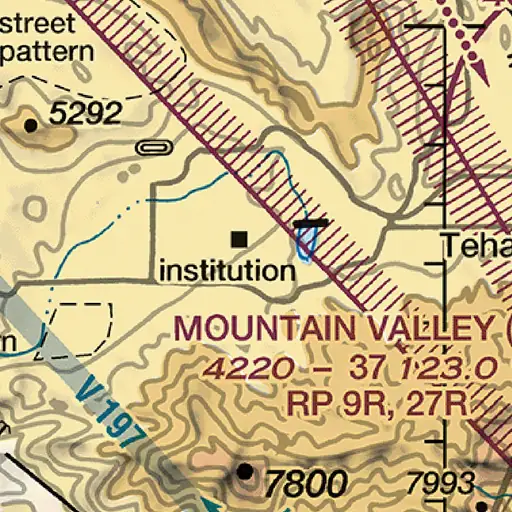 street
pattern
5292
institution
Teha
MOUNTAIN VALLEY (
4220 – 37 123.0
RP 9R, 27R
n
V 197
7800
7993